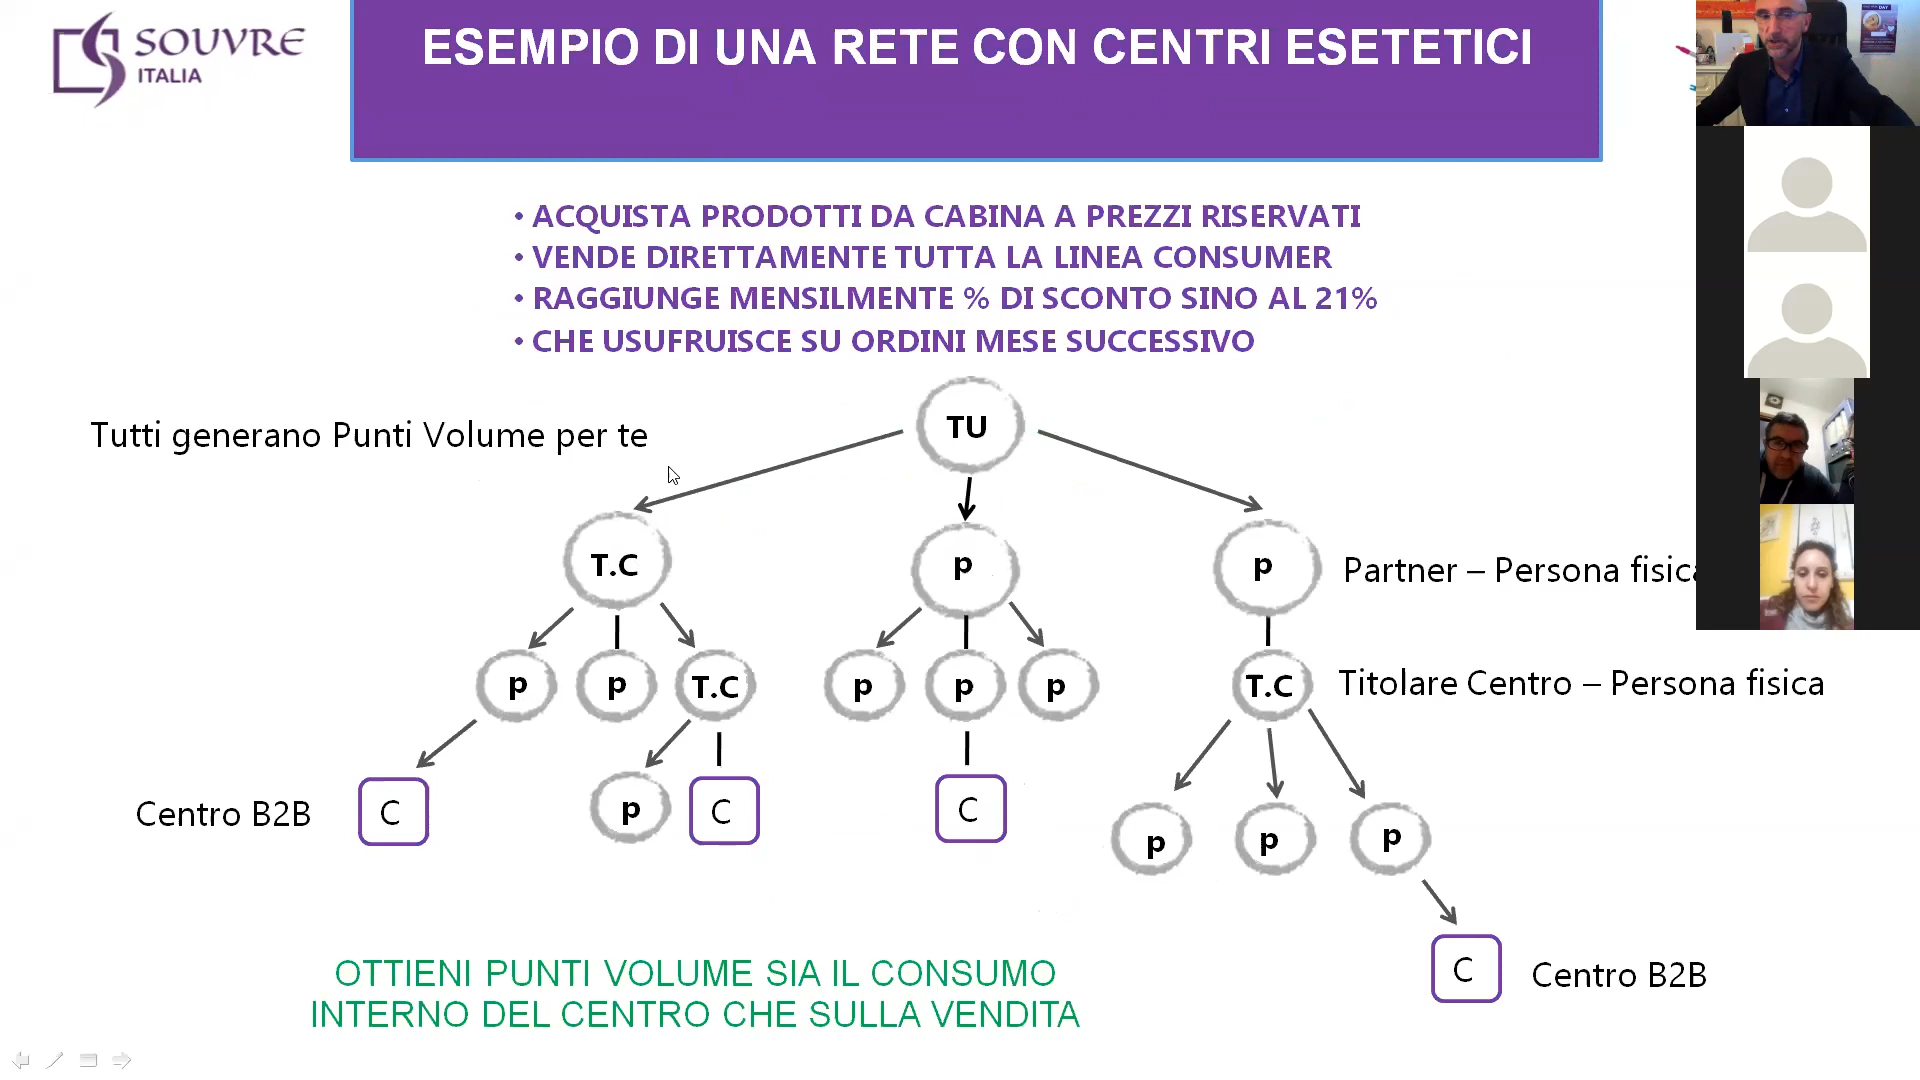 SOUVRE
ITALIA
ESEMPIO DI UNA RETE CON CENTRI ESETETICI
• ACQUISTA PRODOTTI DA CABINA A PREZZI RISERVATI
• VENDE DIRETTAMENTE TUTTA LA LINEA CONSUMER
• RAGGIUNGE MENSILMENTE % DI SCONTO SINO AL 21%
• CHE USUFRUISCE SU ORDINI MESE SUCCESSIVO
Tutti generano Punti Volume per te
TU
T.C
p
p
Partner – Persona fisica
p
p
T.C
p
p
p
T.C
Titolare Centro – Persona fisica
Centro B2B
C
p
C
C
p
p
p
C
Centro B2B
OTTIENI PUNTI VOLUME SIA IL CONSUMO
INTERNO DEL CENTRO CHE SULLA VENDITA